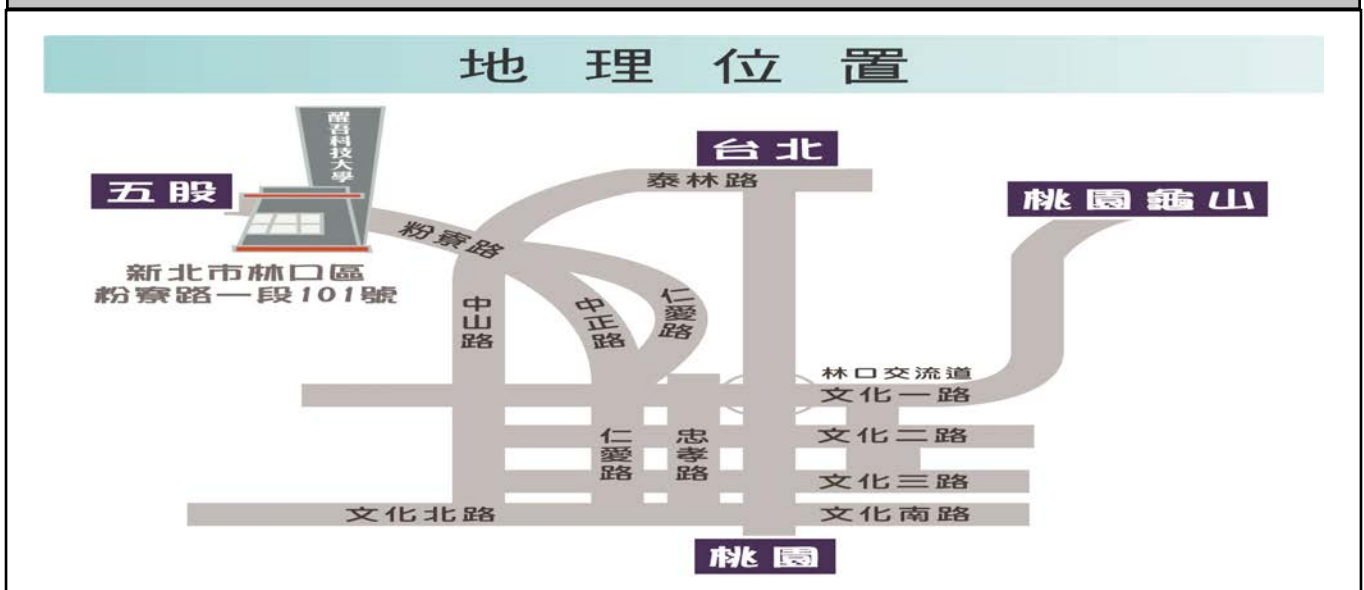 地理位置
醒吾科技大學
台北
五股
泰林路
桃園龜山
粉寮路
新北市林口區
粉寮路一段101號
中山路
中正路
仁愛路
林口交流道
文化一路
仁愛路
忠孝路
文化二路
文化三路
文化北路
文化南路
桃園